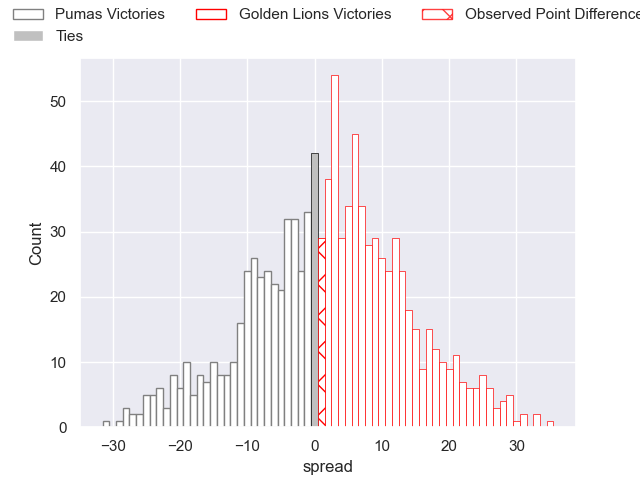 Pumas Victories
Golden Lions Victories
Observed Point Difference
Ties
50
40
30
20
10
0
Count
−30
−20
−10
0
10
20
30
spread